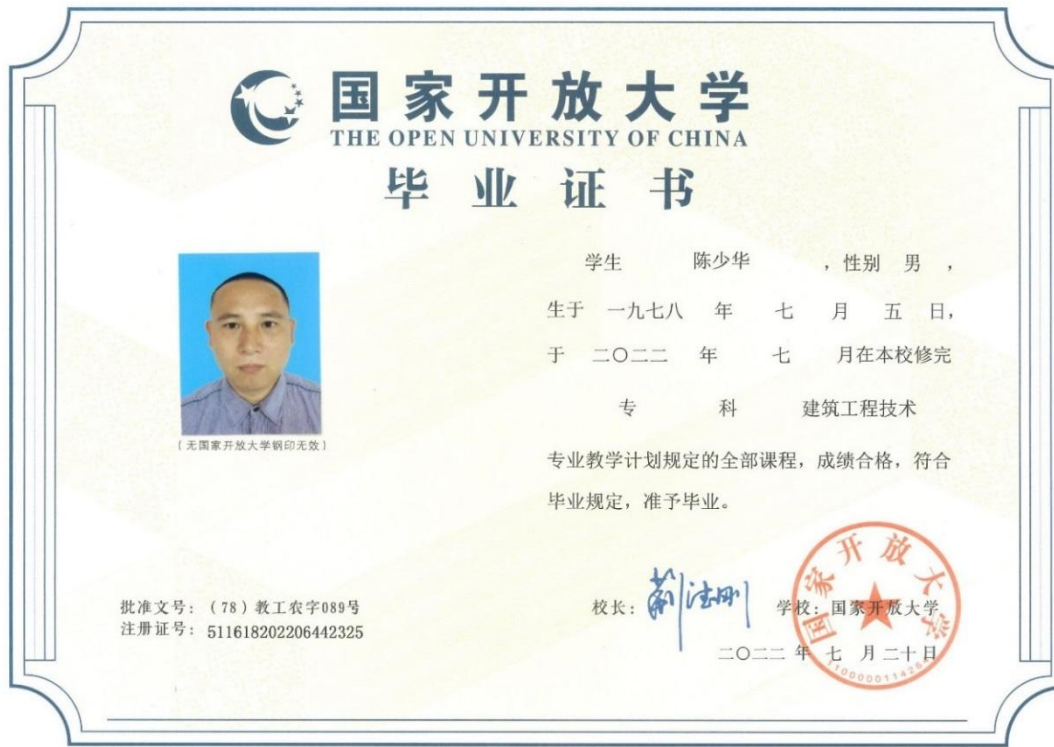 国家开放大学
THE OPEN UNIVERSITY OF CHINA
毕业证书
学生 陈少华 ，性别 男 ，
生于 一九七八 年 七 月 五 日，
于 二〇二二 年 七 月在本校修完
专 科 建筑工程技术
专业教学计划规定的全部课程，成绩合格，符合
毕业规定，准予毕业。
（无国家开放大学钢印无效）
批准文号：（78）教工农字089号
注册证号：511618202206442325
校长：荆德刚 学校：国家开放大学
二〇二二 年 七 月 二十 日
国家开放大学